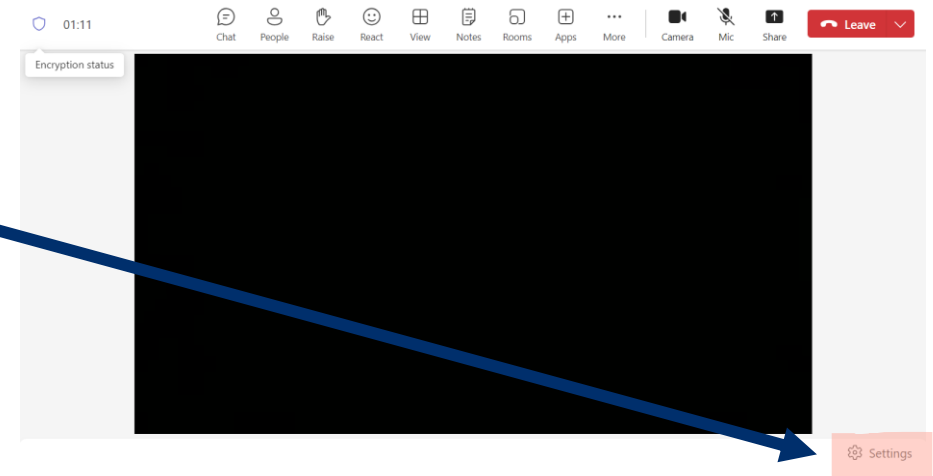 01:11
Chat People Raise React View Notes Rooms Apps More Camera Mic Share Leave
Encryption status
Settings